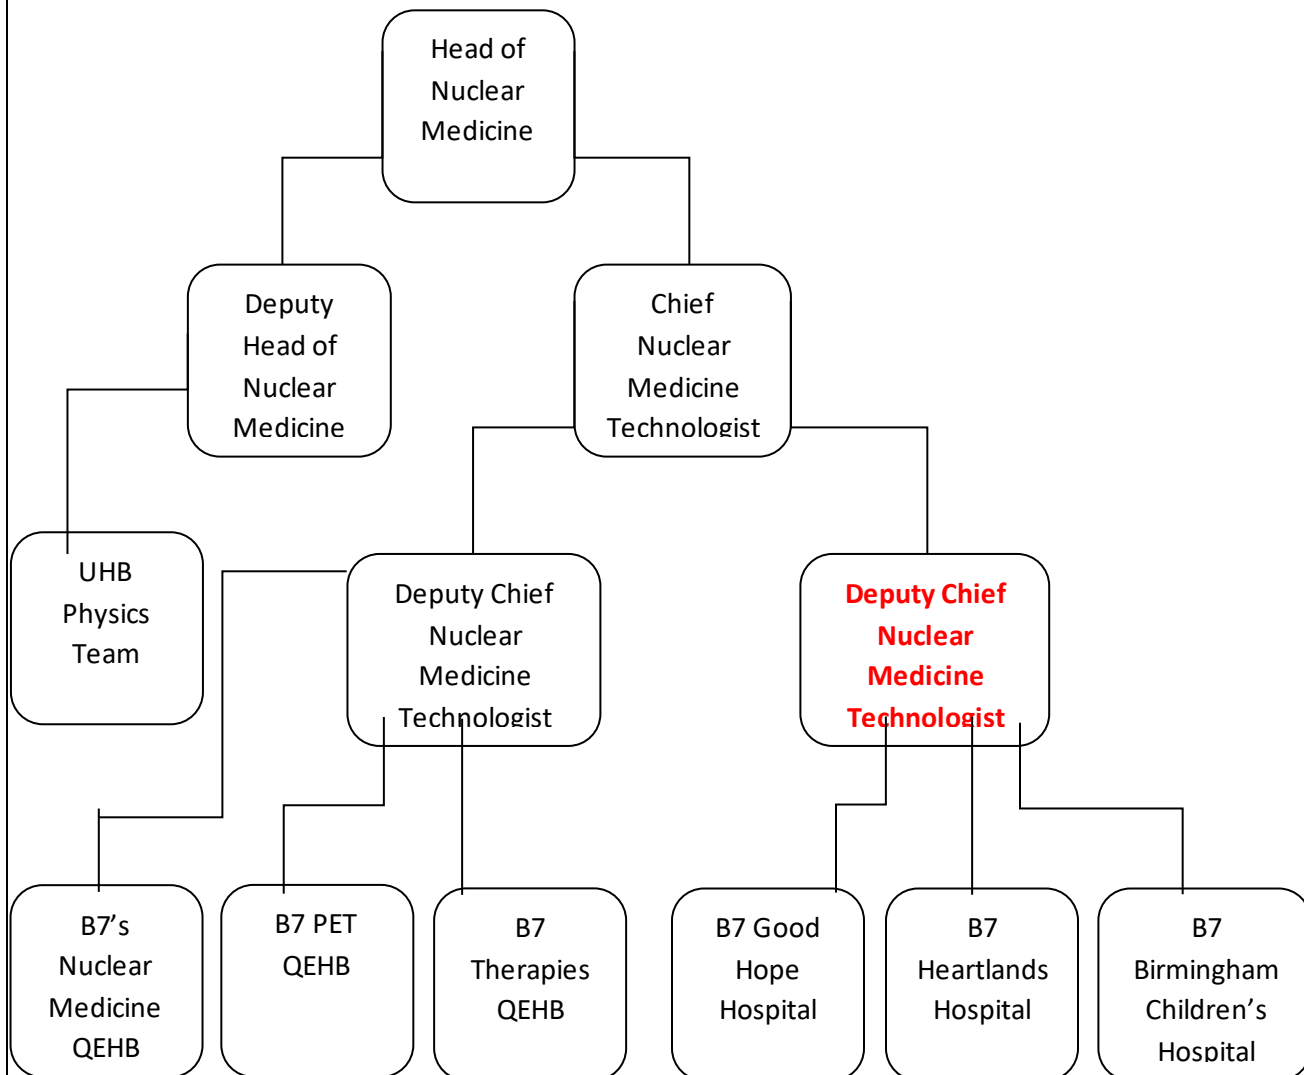 Head of
Nuclear
Medicine
Deputy
Head of
Nuclear
Medicine
Chief
Nuclear
Medicine
Technologist
UHB
Physics
Team
Deputy Chief
Nuclear
Medicine
Technologist
Deputy Chief
Nuclear
Medicine
Technologist
B7’s
Nuclear
Medicine
QEHB
B7 PET
QEHB
B7
Therapies
QEHB
B7 Good
Hope
Hospital
B7
Heartlands
Hospital
B7
Birmingham
Children’s
Hospital